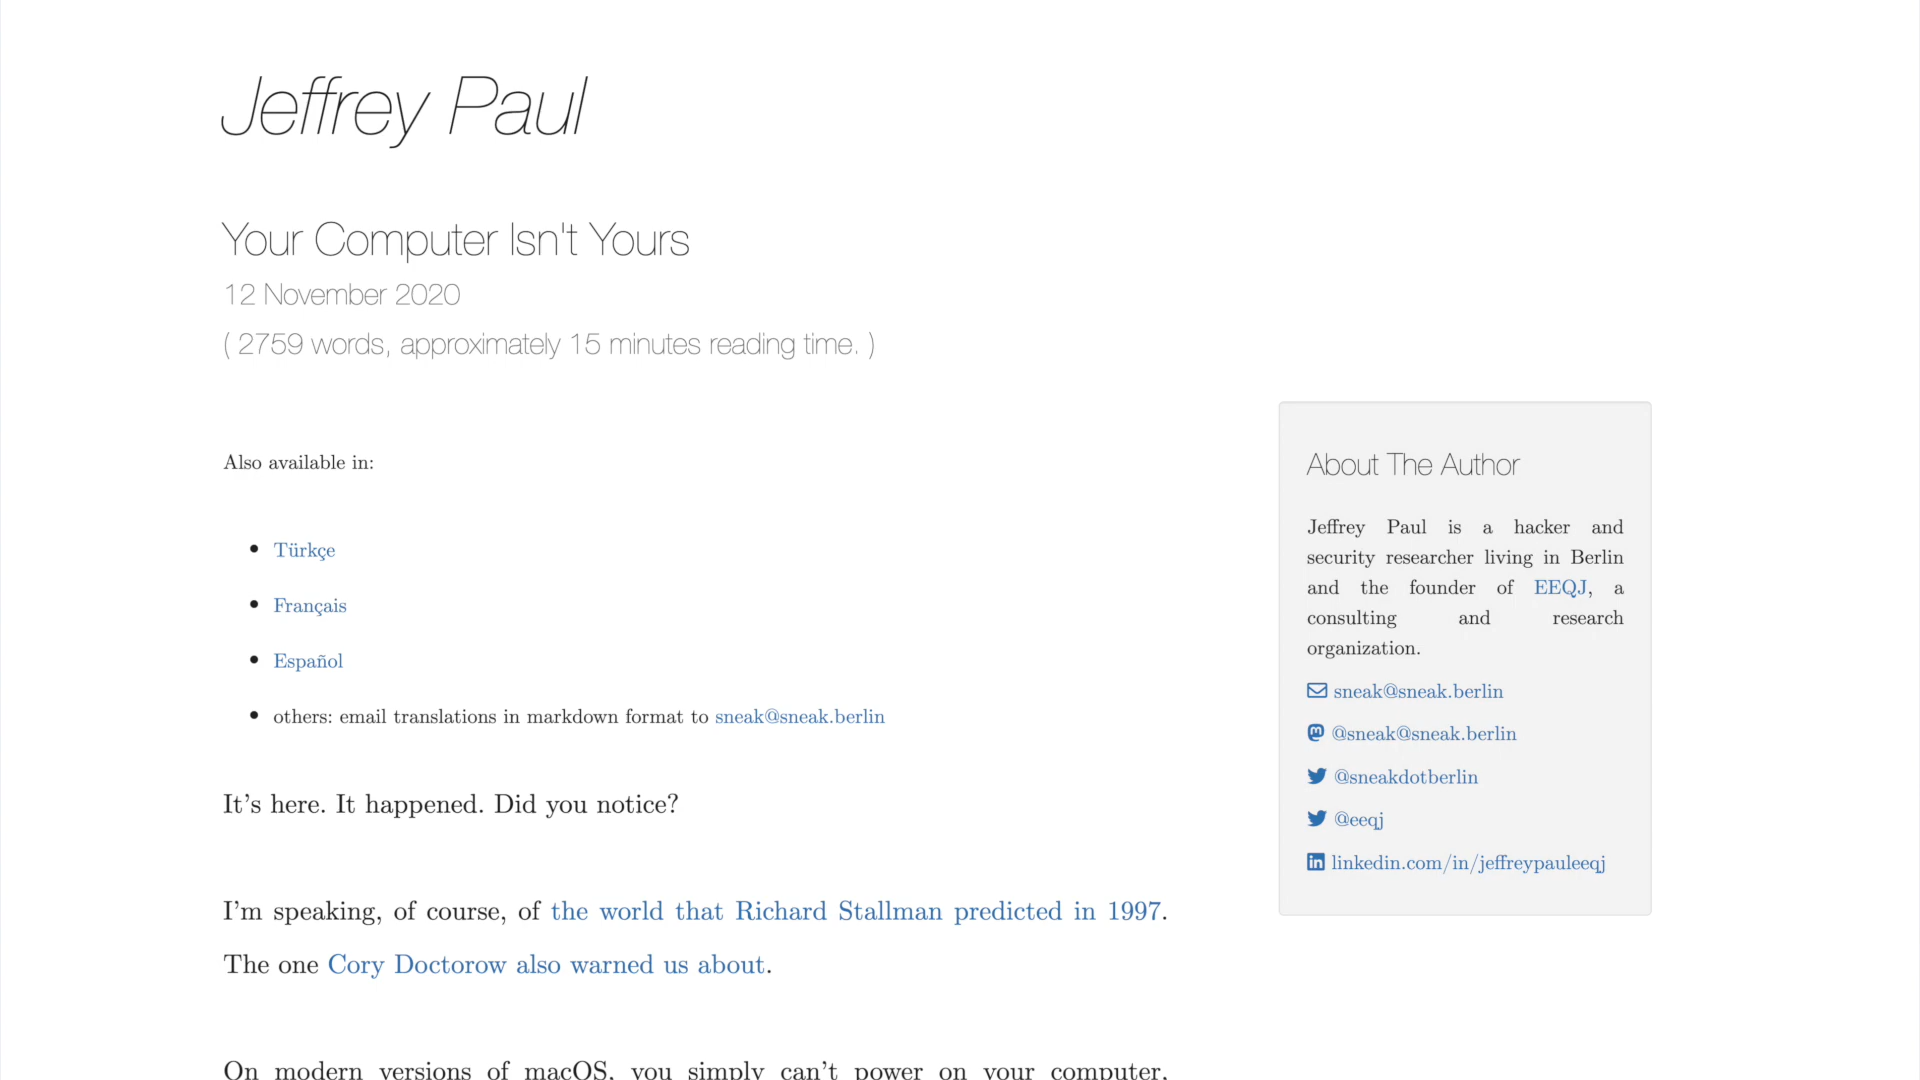 Jeffrey Paul
Your Computer Isn't Yours
12 November 2020
( 2759 words, approximately 15 minutes reading time. )
Also available in:
Türkçe
Français
Español
others: email translations in markdown format to sneak@sneak.berlin
It’s here. It happened. Did you notice?
I’m speaking, of course, of the world that Richard Stallman predicted in 1997.
The one Cory Doctorow also warned us about.
On modern versions of macOS, you simply can’t power on your computer,
About The Author
Jeffrey Paul is a hacker and
security researcher living in Berlin
and the founder of EEQJ, a
consulting and research
organization.
sneak@sneak.berlin
@sneak@sneak.berlin
@sneakdotberlin
@eeqj
linkedin.com/in/jeffreypauleeqj